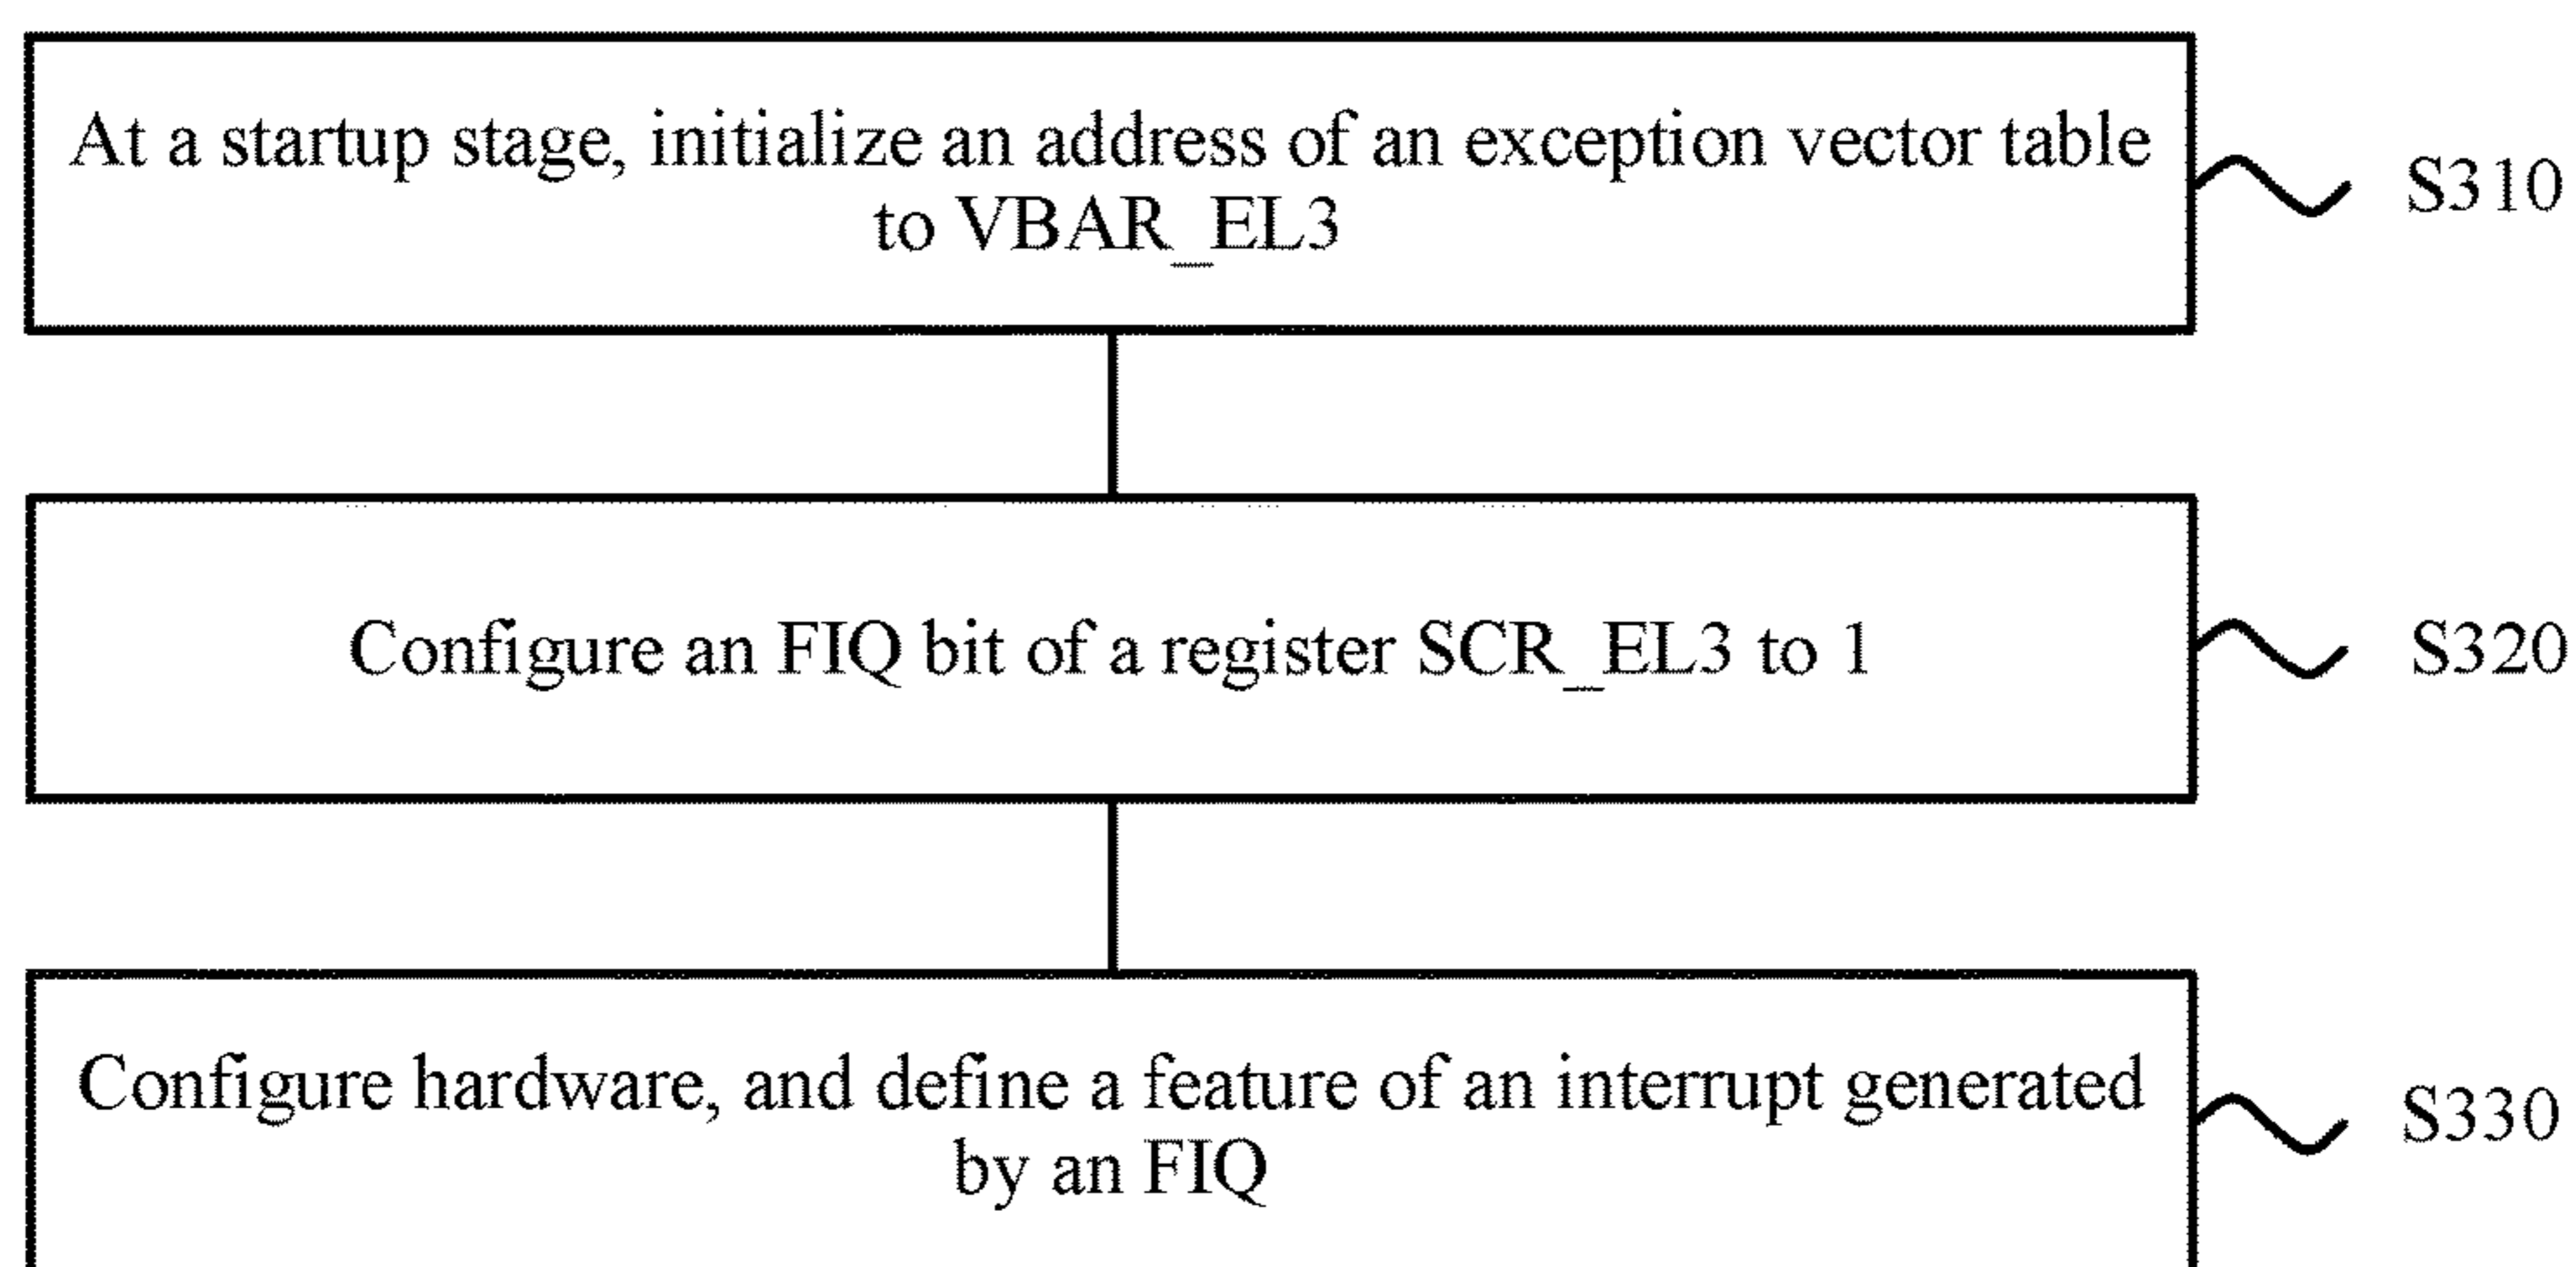 At a startup stage, initialize an address of an exception vector table
to VBAR_EL3
S310
Configure an FIQ bit of a register SCR_EL3 to 1
S320
Configure hardware, and define a feature of an interrupt generated
by an FIQ
S330